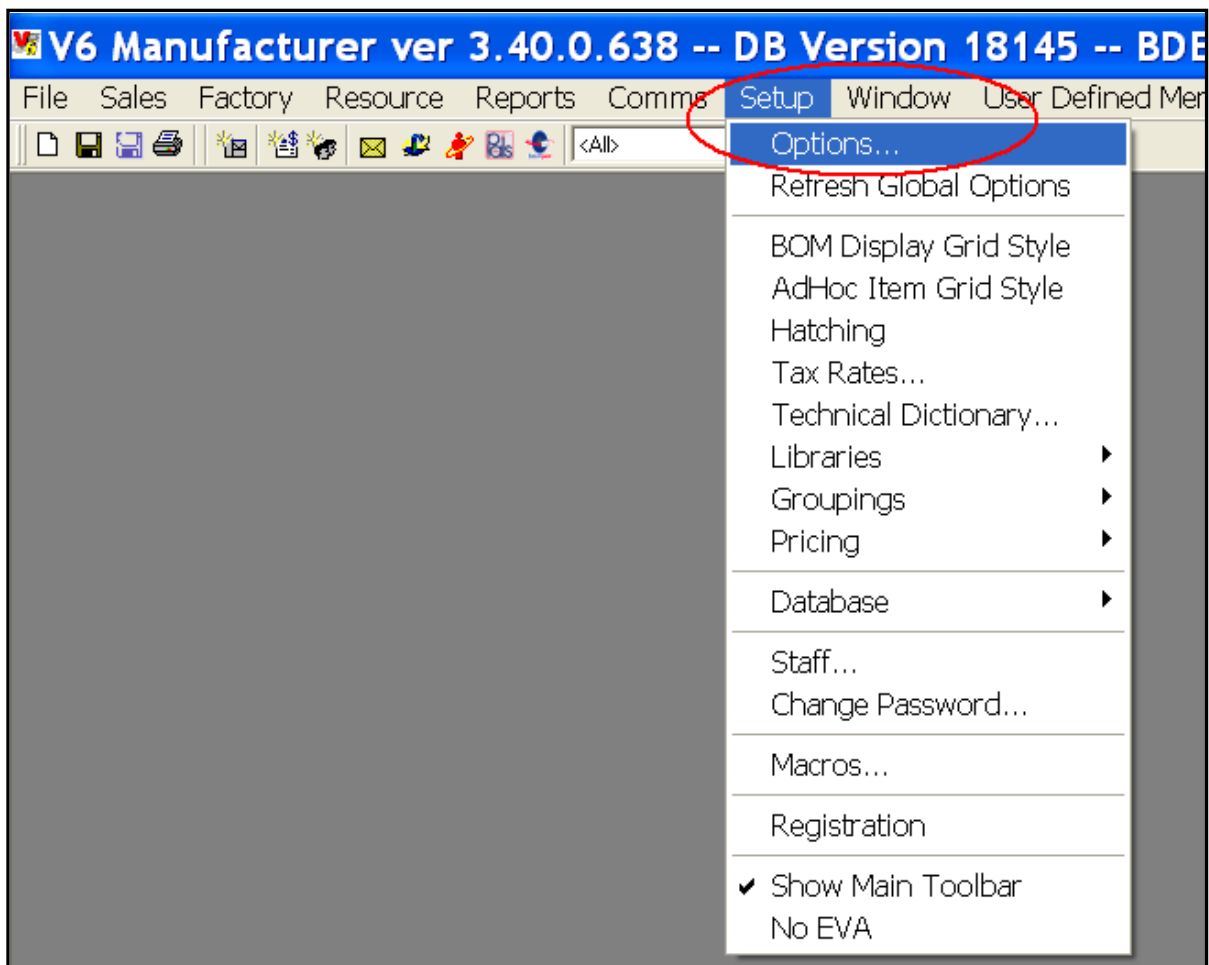 V6 Manufacturer ver 3.40.0.638 -- DB Version 18145 -- BDE
File Sales Factory Resource Reports Comms Setup Window User Defined Mer
<All>
Options...
Refresh Global Options
BOM Display Grid Style
AdHoc Item Grid Style
Hatching
Tax Rates...
Technical Dictionary...
Libraries
Groupings
Pricing
Database
Staff...
Change Password...
Macros...
Registration
Show Main Toolbar
No EVA